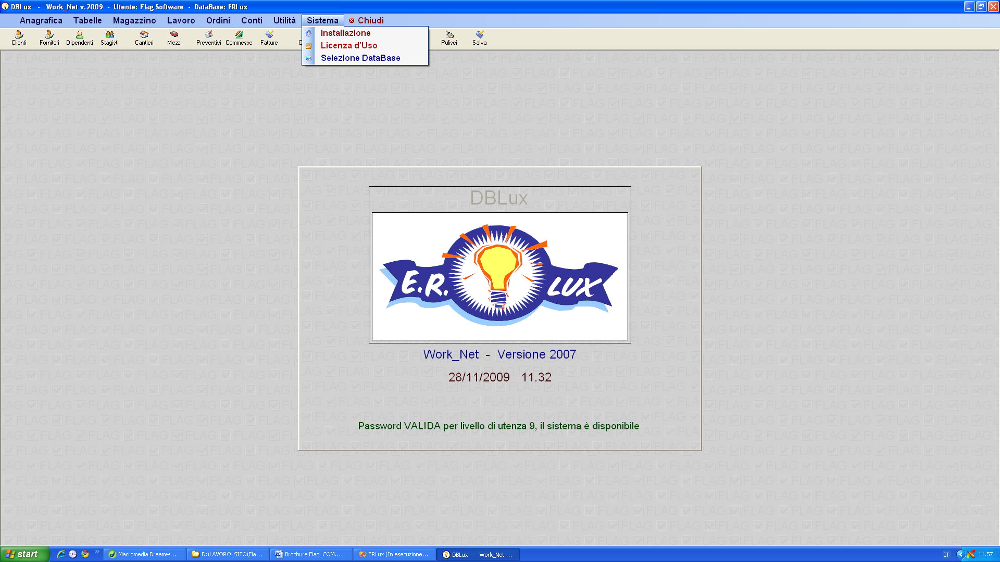 DBLux - Work_Net v.2009 - Utente: Flag Software - DataBase: ERLux
Anagrafica Tabelle Magazzino Lavoro Ordini Conti Utilità Sistema Chiudi
Clienti Fornitori Dipendenti Stagisti Cantieri Mezzi Preventivi Commesse Fatture Pulisci Salva
Installazione
Licenza d'Uso
Selezione DataBase
DBLux
E.R. LUX
Work_Net - Versione 2007
28/11/2009 11.32
Password VALIDA per livello di utenza 9, il sistema è disponibile
start Macromedia Dreamw... D:\LAVORO_SITO\Fla... Brochure Flag_COM.... ERLux (In esecuzione... DBLux - Work_Net ... IT 11.57